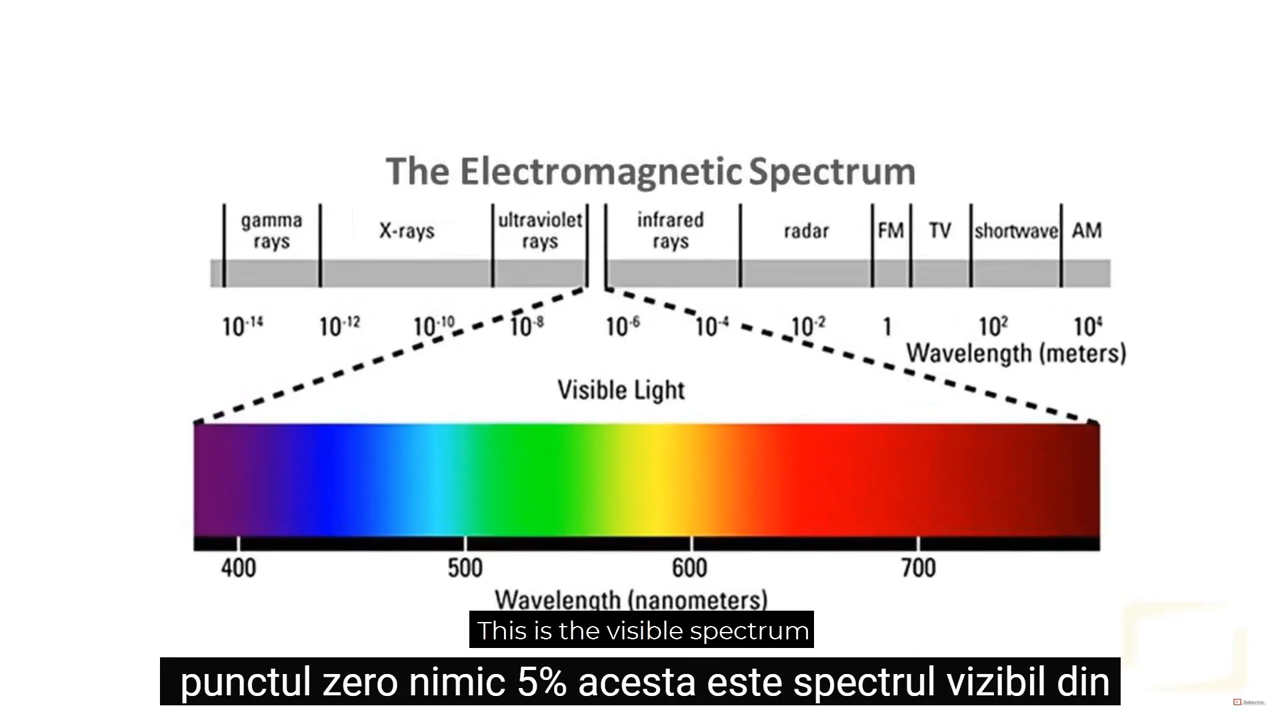 The Electromagnetic Spectrum
gamma rays X-rays ultraviolet rays infrared rays radar FM TV shortwave AM
10-14 10-12 10-10 10-8 10-6 10-4 10-2 1 102 104
Wavelength (meters)
Visible Light
400 500 600 700
Wavelength (nanometers)
This is the visible spectrum
punctul zero nimic 5% acesta este spectrul vizibil din